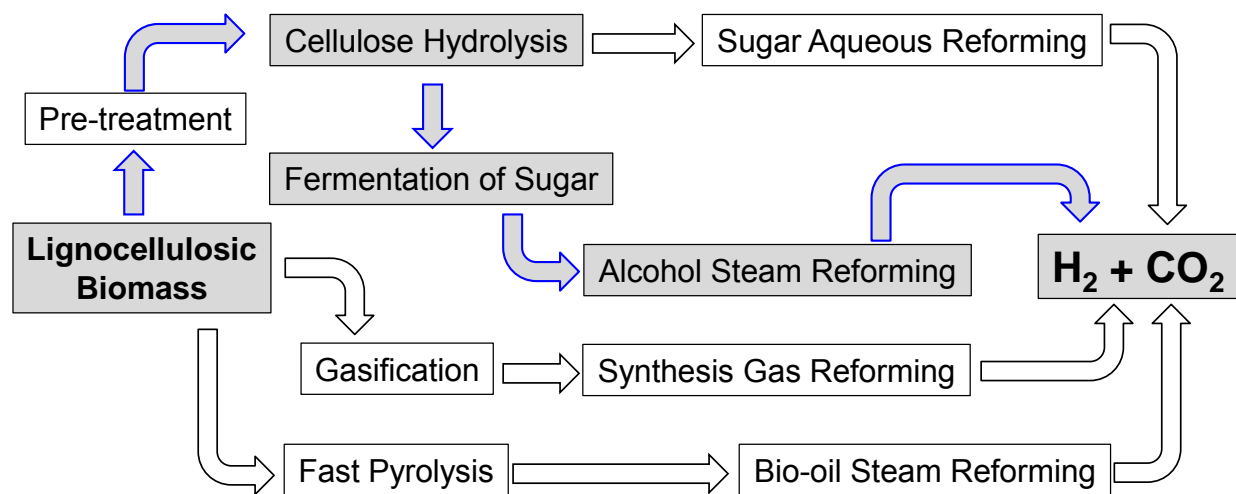 Cellulose Hydrolysis
Sugar Aqueous Reforming
Pre-treatment
Fermentation of Sugar
Lignocellulosic
Biomass
Alcohol Steam Reforming
H₂ + CO₂
Gasification
Synthesis Gas Reforming
Fast Pyrolysis
Bio-oil Steam Reforming